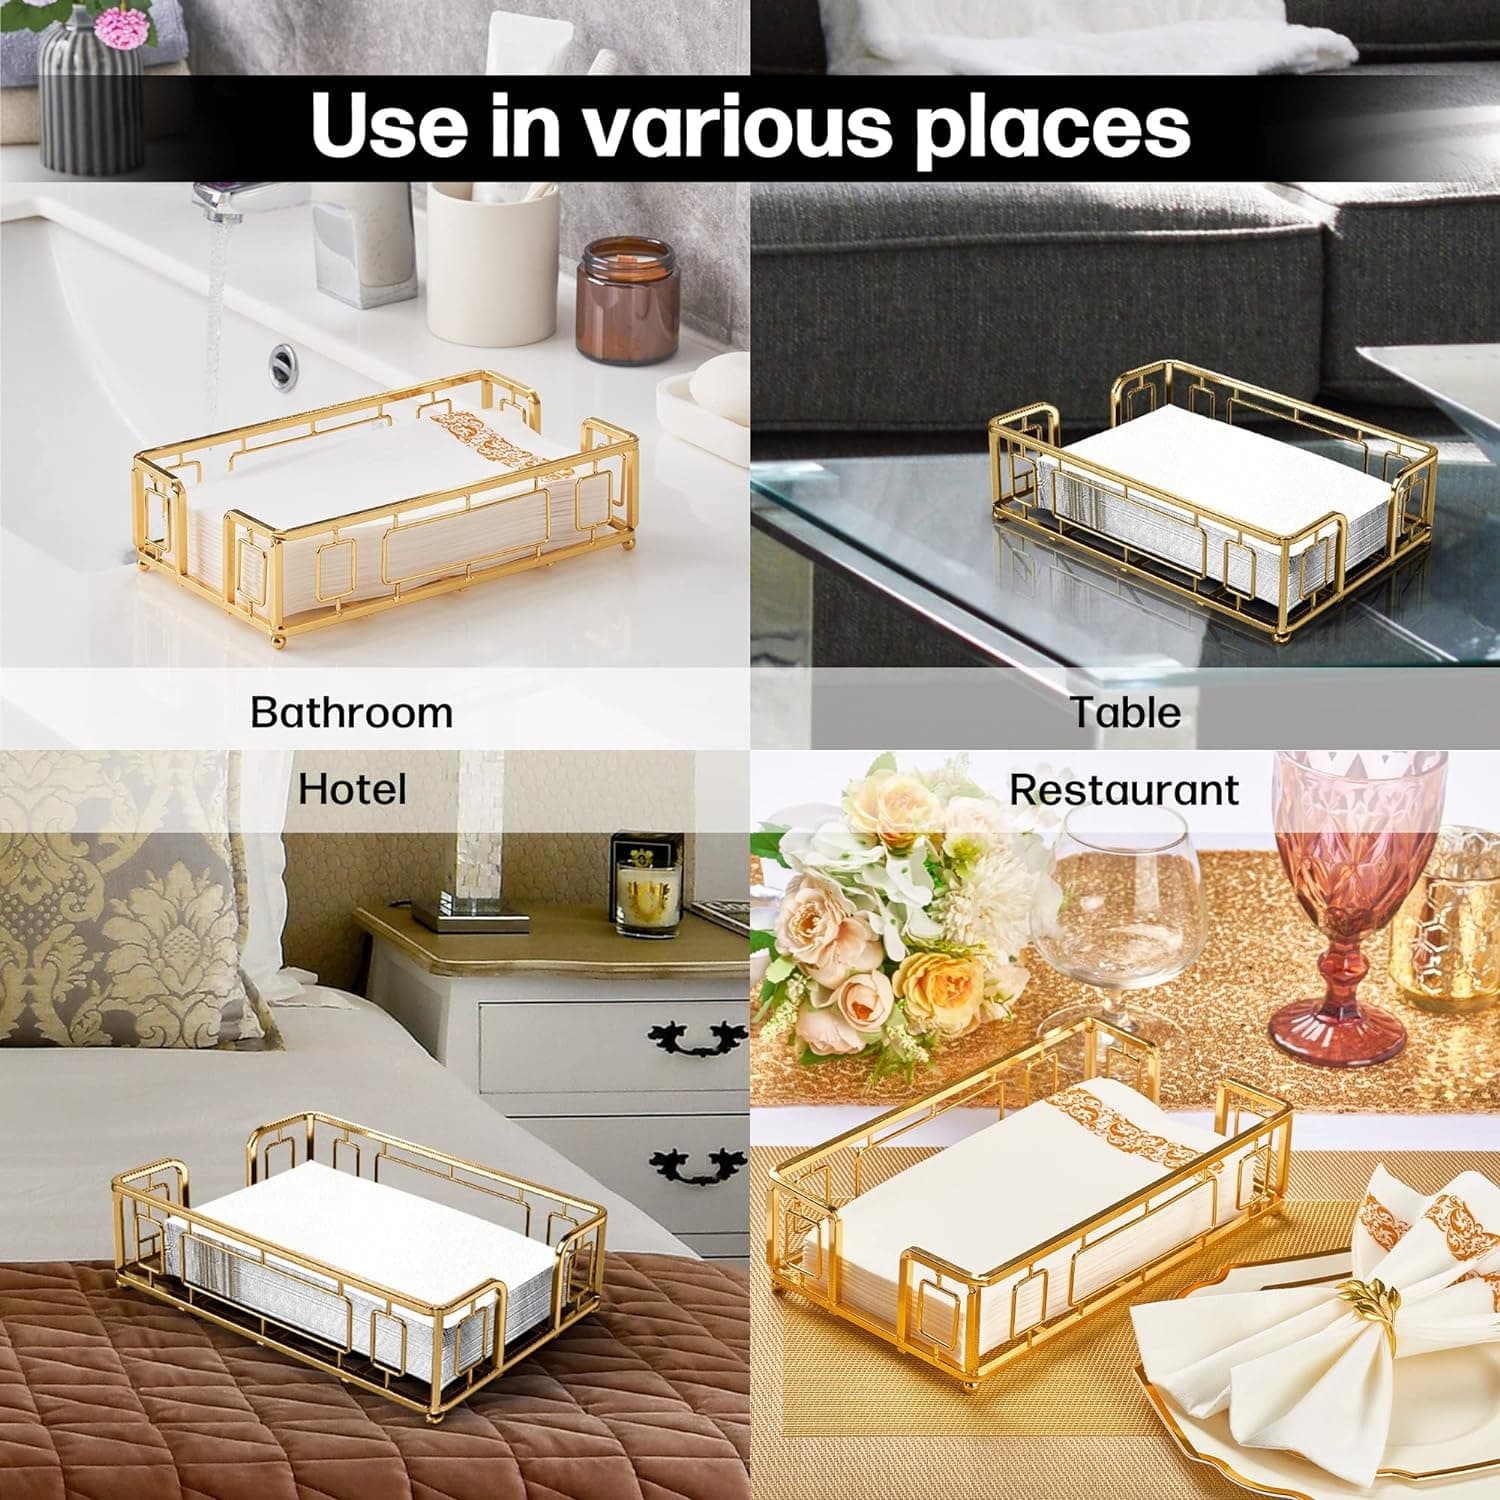 Use in various places
Bathroom
Table
Hotel
Restaurant